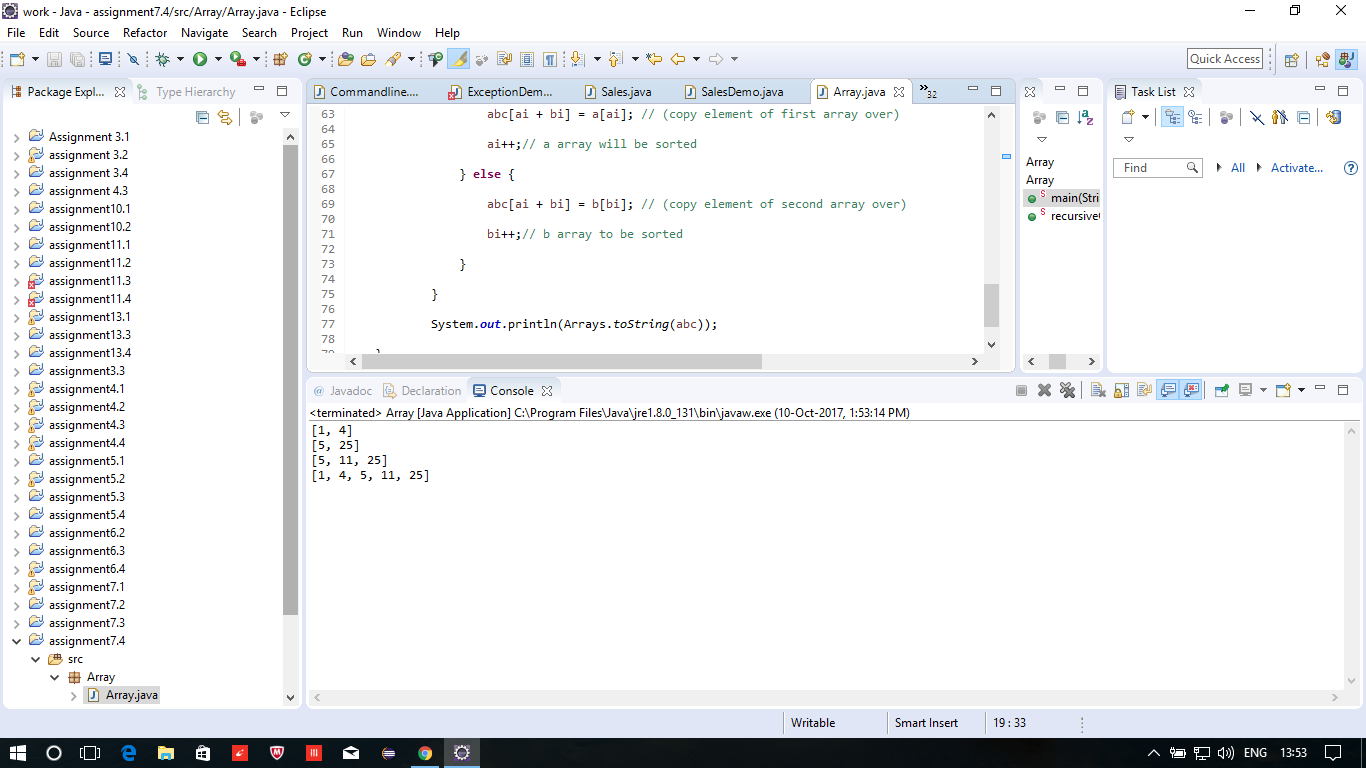 work - Java - assignment7.4/src/Array/Array.java - Eclipse
File Edit Source Refactor Navigate Search Project Run Window Help
Quick Access
Package Expl... Type Hierarchy
Assignment 3.1
assignment 3.2
assignment 3.4
assignment 4.3
assignment10.1
assignment10.2
assignment11.1
assignment11.2
assignment11.3
assignment11.4
assignment13.1
assignment13.3
assignment13.4
assignment3.3
assignment4.1
assignment4.2
assignment4.3
assignment4.4
assignment5.1
assignment5.2
assignment5.3
assignment5.4
assignment6.2
assignment6.3
assignment6.4
assignment7.1
assignment7.2
assignment7.3
assignment7.4
src
Array
Array.java
Commandline.... ExceptionDem... Sales.java SalesDemo.java Array.java »32
63 abc[ai + bi] = a[ai]; // (copy element of first array over)
64
65 ai++;// a array will be sorted
66
67 } else {
68
69 abc[ai + bi] = b[bi]; // (copy element of second array over)
70
71 bi++;// b array to be sorted
72
73 }
74
75 }
76
77 System.out.println(Arrays.toString(abc));
78
79 }
Array
Array
S main(Stri
S recursive(
Task List
Find All Activate...
@ Javadoc Declaration Console
<terminated> Array [Java Application] C:\Program Files\Java\jre1.8.0_131\bin\javaw.exe (10-Oct-2017, 1:53:14 PM)
[1, 4]
[5, 25]
[5, 11, 25]
[1, 4, 5, 11, 25]
Writable Smart Insert 19 : 33
ENG 13:53